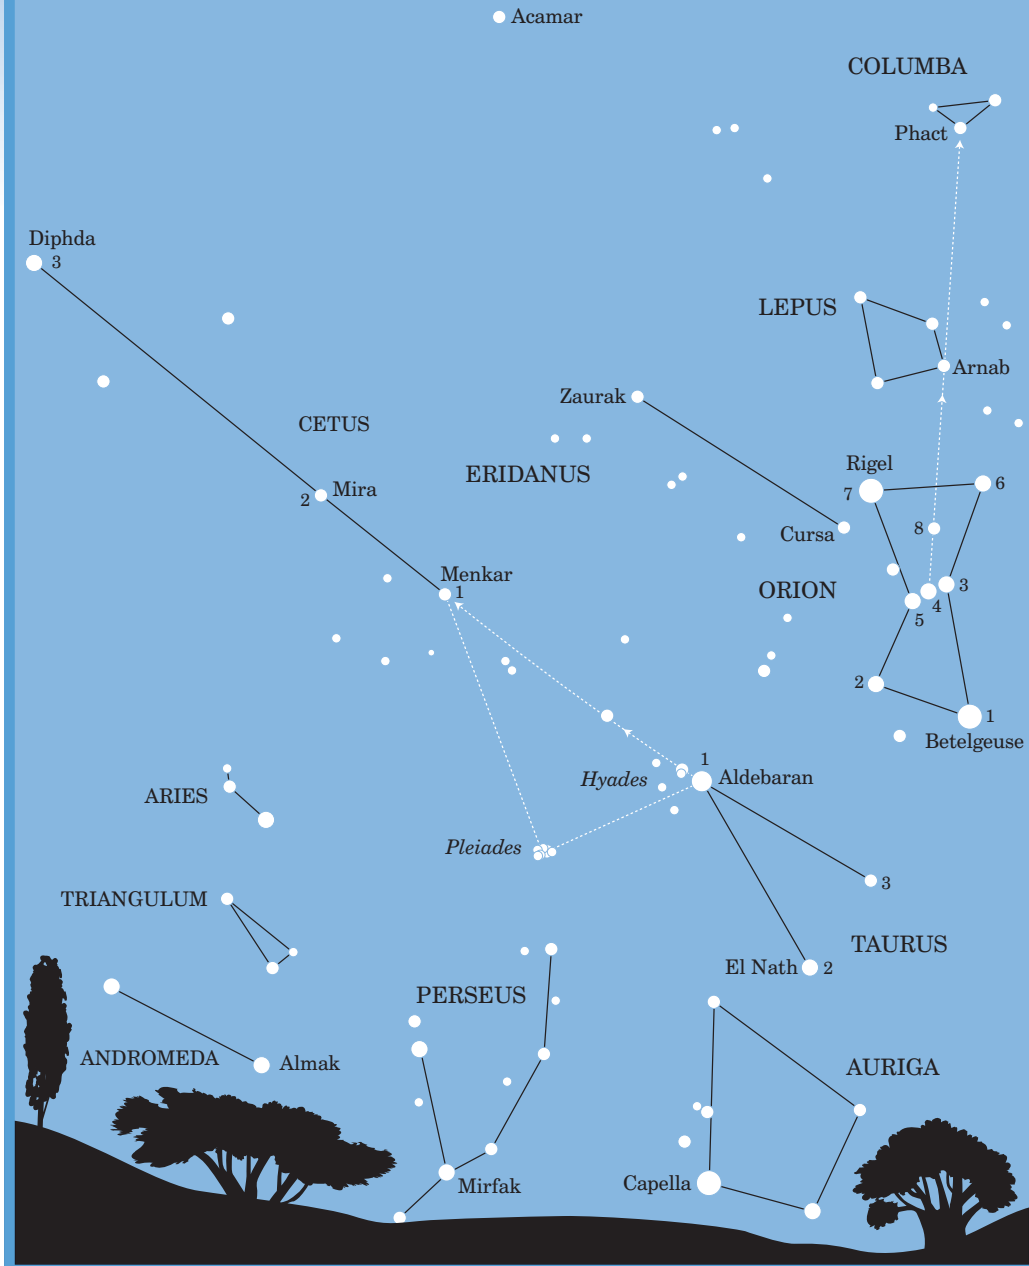 Acamar
COLUMBA
Phact
Diphda
3
LEPUS
Arnab
Zaurak
CETUS
ERIDANUS
Rigel
7
6
2 Mira
8
Cursa
Menkar
1
ORION
3
4
5
2
1
Betelgeuse
1
Hyades
Aldebaran
ARIES
Pleiades
3
TRIANGULUM
TAURUS
El Nath 2
PERSEUS
ANDROMEDA
Almak
AURIGA
Mirfak
Capella